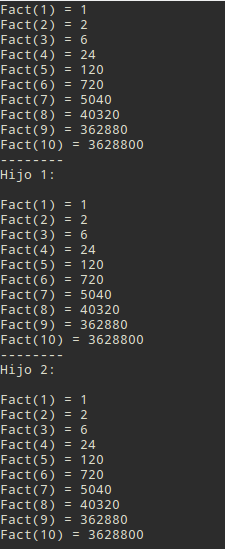 Fact(1) = 1
Fact(2) = 2
Fact(3) = 6
Fact(4) = 24
Fact(5) = 120
Fact(6) = 720
Fact(7) = 5040
Fact(8) = 40320
Fact(9) = 362880
Fact(10) = 3628800
--------
Hijo 1:

Fact(1) = 1
Fact(2) = 2
Fact(3) = 6
Fact(4) = 24
Fact(5) = 120
Fact(6) = 720
Fact(7) = 5040
Fact(8) = 40320
Fact(9) = 362880
Fact(10) = 3628800
--------
Hijo 2:

Fact(1) = 1
Fact(2) = 2
Fact(3) = 6
Fact(4) = 24
Fact(5) = 120
Fact(6) = 720
Fact(7) = 5040
Fact(8) = 40320
Fact(9) = 362880
Fact(10) = 3628800